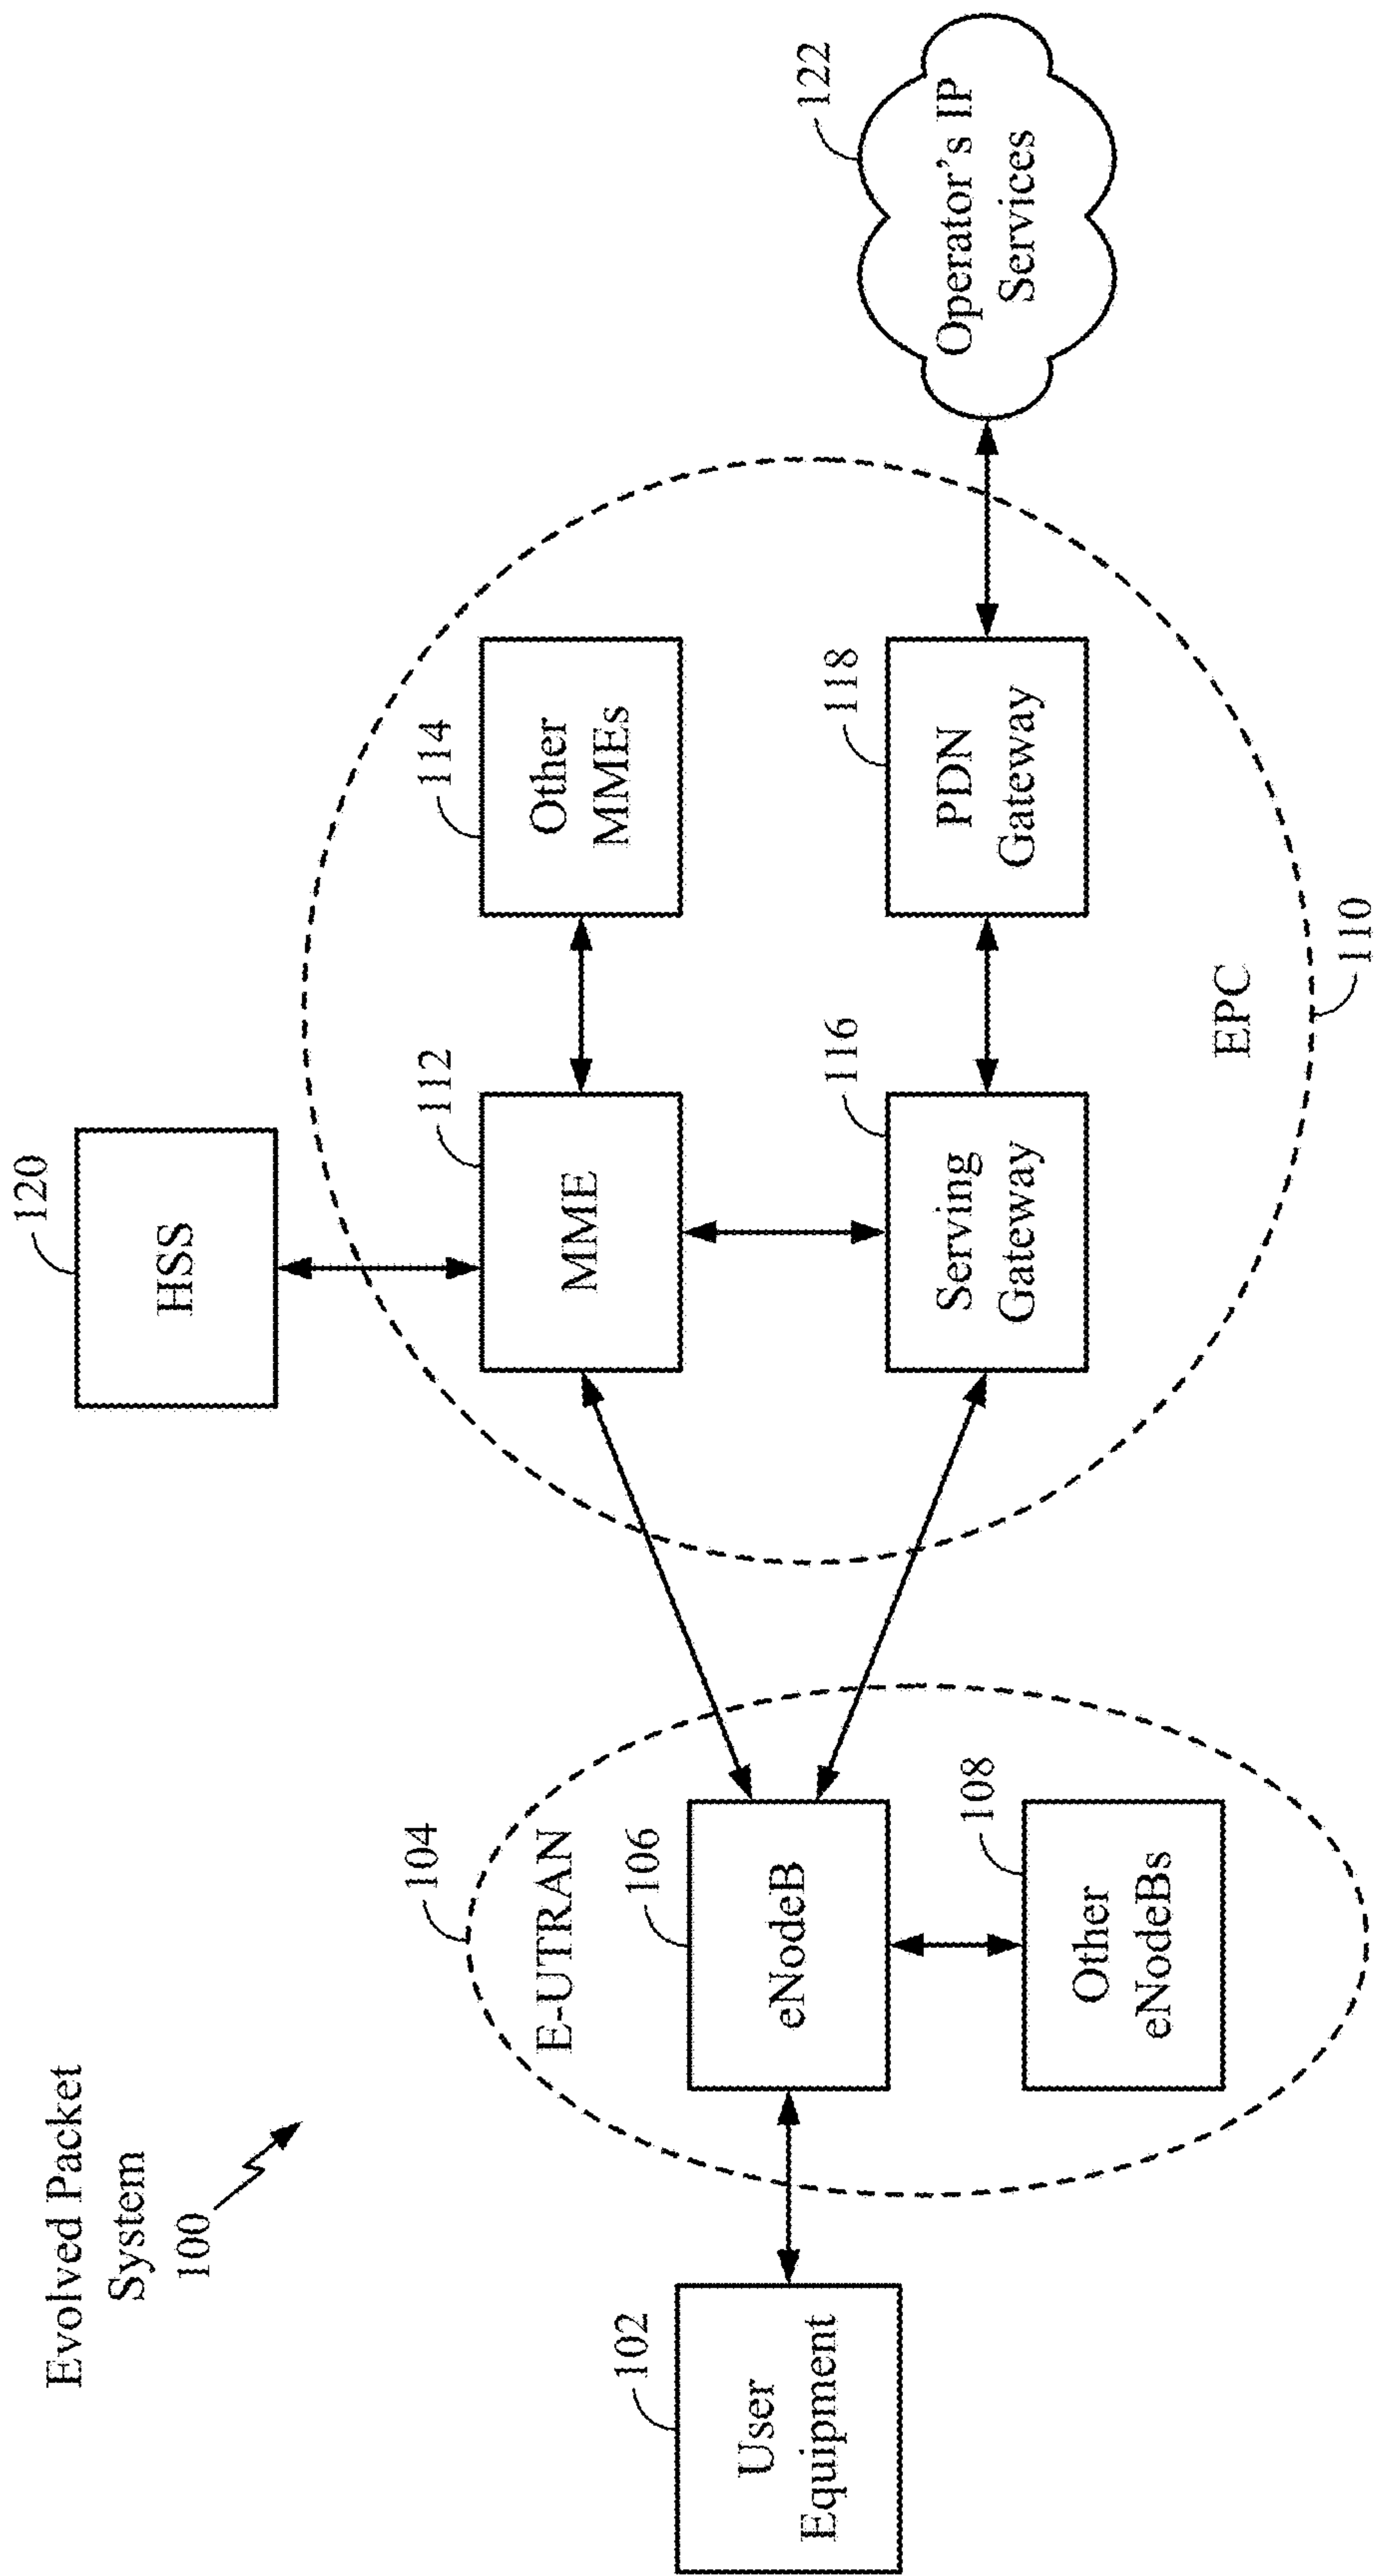 Evolved Packet
System
100
120
HSS
104
E-UTRAN
106
eNodeB
108
Other
eNodeBs
102
User
Equipment
112
MME
114
Other
MMEs
116
Serving
Gateway
118
PDN
Gateway
EPC
110
122
Operator's IP
Services